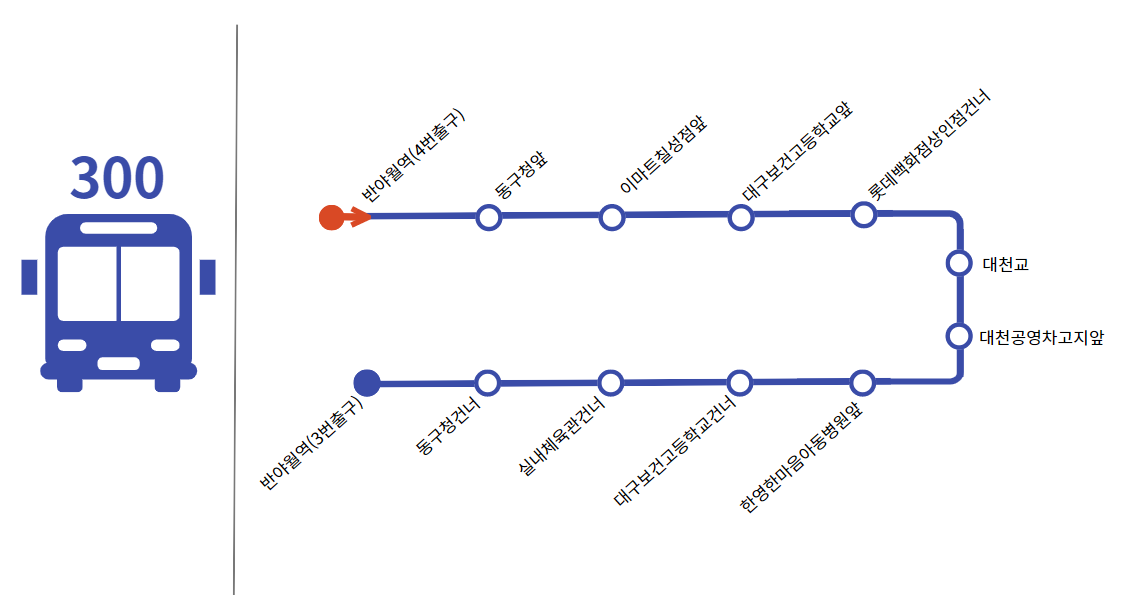 300
반야월역(4번출구)
동구청앞
이마트칠성점앞
대구보건고등학교앞
롯데백화점상인점건너
대천교
대천공영차고지앞
한영한마음아동병원앞
대구보건고등학교건너
실내체육관건너
동구청건너
반야월역(3번출구)